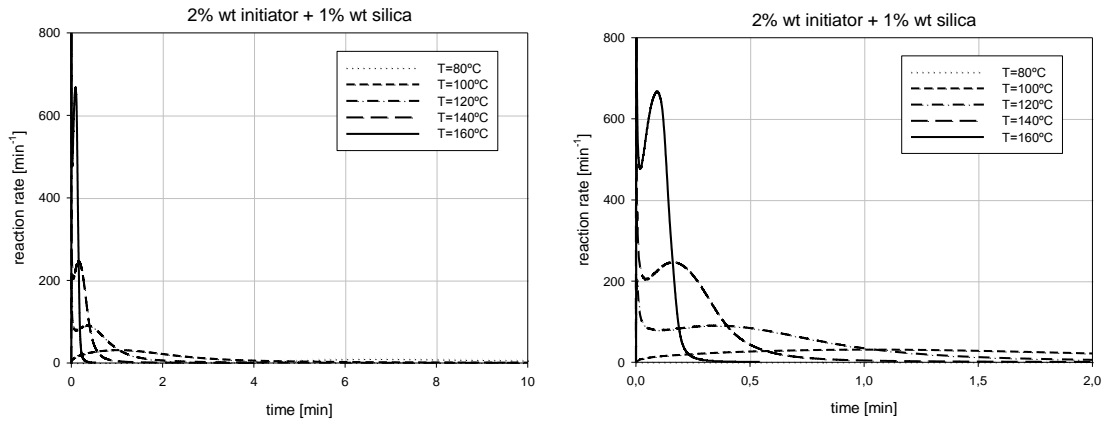 2% wt initiator + 1% wt silica
800
600
400
200
0
reaction rate [min-1]
T=80ºC
T=100ºC
T=120ºC
T=140ºC
T=160ºC
0 2 4 6 8 10
time [min]
2% wt initiator + 1% wt silica
800
600
400
200
0
reaction rate [min-1]
T=80ºC
T=100ºC
T=120ºC
T=140ºC
T=160ºC
0,0 0,5 1,0 1,5 2,0
time [min]